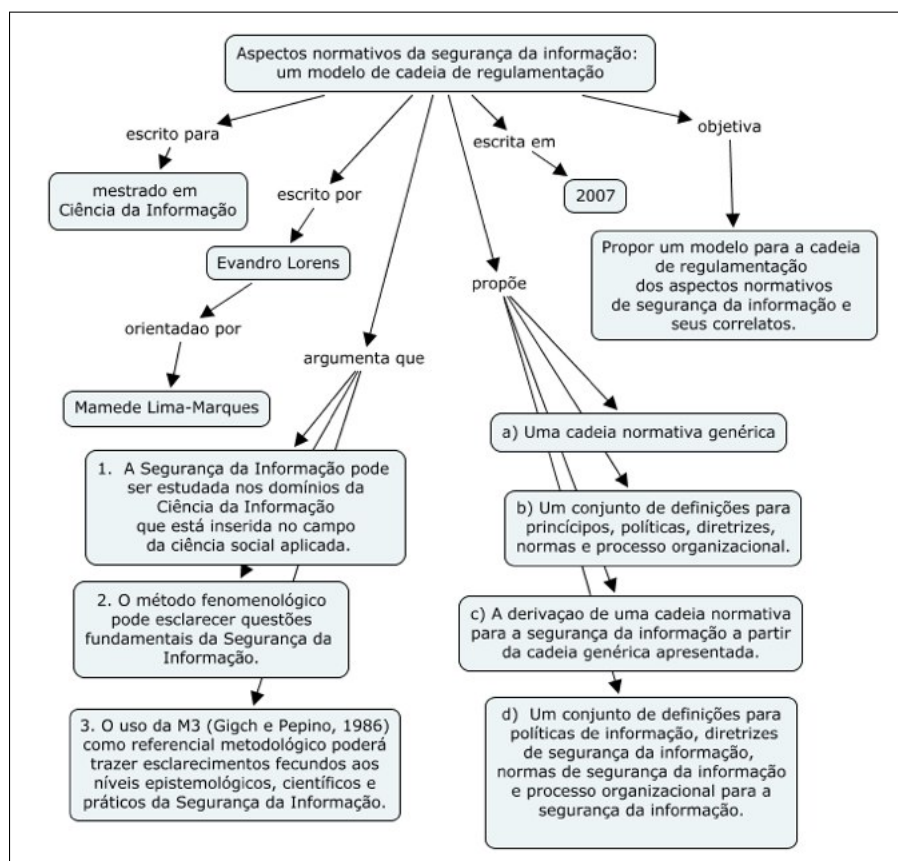 Aspectos normativos da segurança da informação:
um modelo de cadeia de regulamentação
escrito para
mestrado em
Ciência da Informação
escrito por
Evandro Lorens
orientadao por
Mamede Lima-Marques
argumenta que
1. A Segurança da Informação pode
ser estudada nos domínios da
Ciência da Informação
que está inserida no campo
da ciência social aplicada.
2. O método fenomenológico
pode esclarecer questões
fundamentais da Segurança da
Informação.
3. O uso da M3 (Gigch e Pepino, 1986)
como referencial metodológico poderá
trazer esclarecimentos fecundos aos
níveis epistemológicos, científicos e
práticos da Segurança da Informação.
escrita em
2007
objetiva
Propor um modelo para a cadeia
de regulamentação
dos aspectos normativos
de segurança da informação e
seus correlatos.
propõe
a) Uma cadeia normativa genérica
b) Um conjunto de definições para
princícipos, políticas, diretrizes,
normas e processo organizacional.
c) A derivaçao de uma cadeia normativa
para a segurança da informação a partir
da cadeia genérica apresentada.
d) Um conjunto de definições para
políticas de informação, diretrizes
de segurança da informação,
normas de segurança da informação
e processo organizacional para a
segurança da informação.